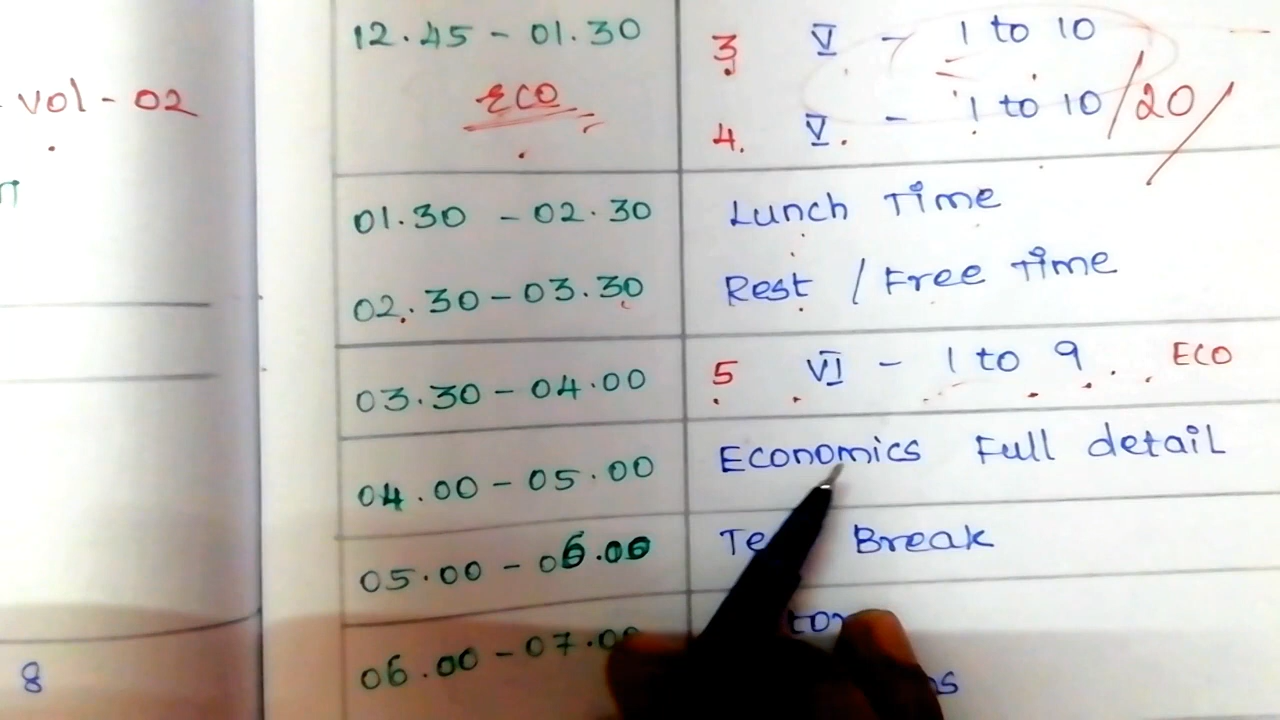 vol - 02
8
12.45 - 01.30
ECO
3 V - 1 to 10
4. V. - 1 to 10/20/
01.30 - 02.30 Lunch Time
02.30 - 03.30 Rest / Free time
03.30 - 04.00 5 VI - 1 to 9 ECO
04.00 - 05.00 Economics Full detail
05.00 - 06.00 Break
06.00 - 07.00